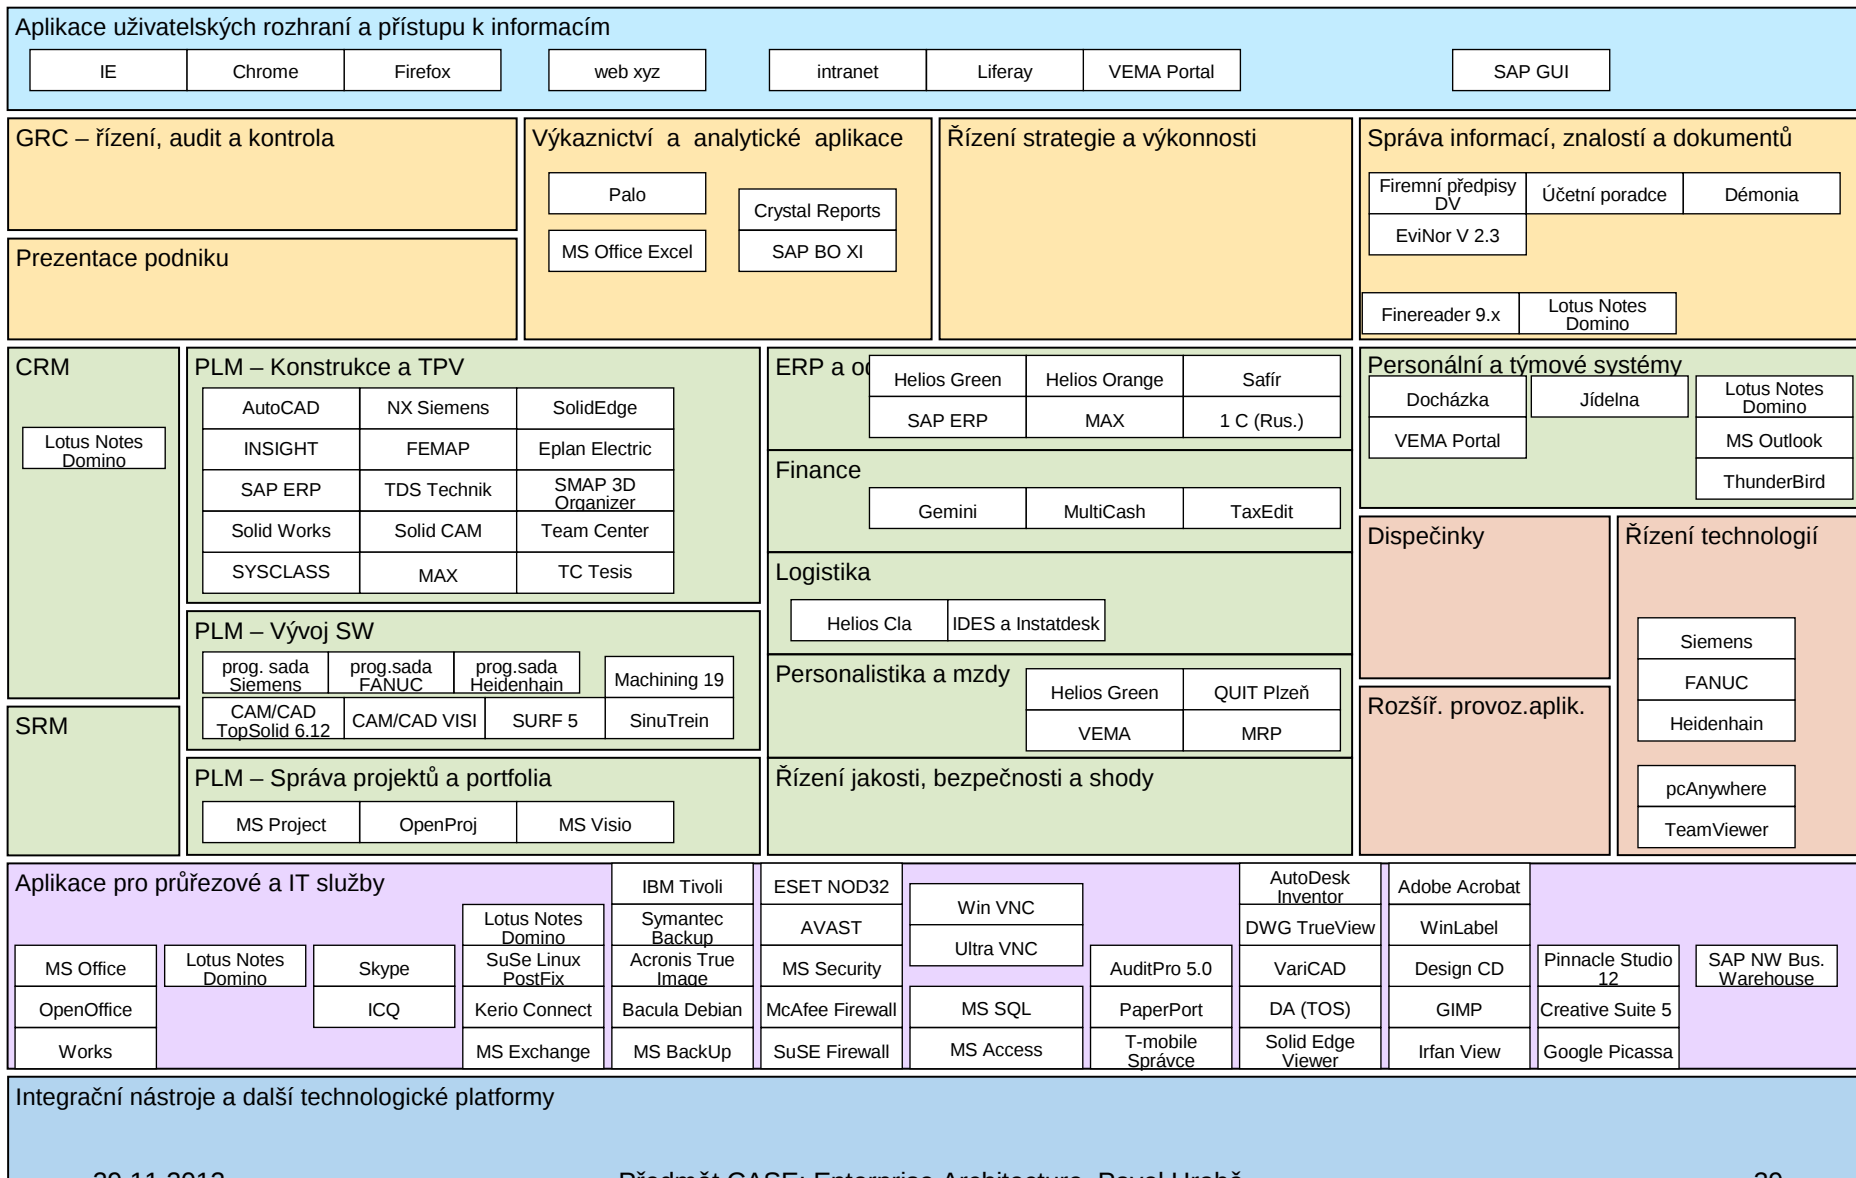 Aplikace uživatelských rozhraní a přístupu k informacím
IE
Chrome
Firefox
web xyz
intranet
Liferay
VEMA Portal
SAP GUI
GRC – řízení, audit a kontrola
Prezentace podniku
Výkaznictví a analytické aplikace
Palo
Crystal Reports
MS Office Excel
SAP BO XI
Řízení strategie a výkonnosti
Správa informací, znalostí a dokumentů
Firemní předpisy
DV
Účetní poradce
Démonia
EviNor V 2.3
Finereader 9.x
Lotus Notes
Domino
CRM
Lotus Notes
Domino
SRM
PLM – Konstrukce a TPV
AutoCAD
NX Siemens
SolidEdge
INSIGHT
FEMAP
Eplan Electric
SAP ERP
TDS Technik
SMAP 3D
Organizer
Solid Works
Solid CAM
Team Center
SYSCLASS
MAX
TC Tesis
PLM – Vývoj SW
prog. sada
Siemens
prog.sada
FANUC
prog.sada
Heidenhain
Machining 19
CAM/CAD
TopSolid 6.12
CAM/CAD VISI
SURF 5
SinuTrein
PLM – Správa projektů a portfolia
MS Project
OpenProj
MS Visio
ERP a
Helios Green
Helios Orange
Safír
SAP ERP
MAX
1 C (Rus.)
Finance
Gemini
MultiCash
TaxEdit
Logistika
Helios Cla
IDES a Instatdesk
Personalistika a mzdy
Helios Green
QUIT Plzeň
VEMA
MRP
Řízení jakosti, bezpečnosti a shody
Personální a týmové systémy
Docházka
Jídelna
Lotus Notes
Domino
VEMA Portal
MS Outlook
ThunderBird
Dispečinky
Rozšíř. provoz.aplik.
Řízení technologií
Siemens
FANUC
Heidenhain
pcAnywhere
TeamViewer
Aplikace pro průřezové a IT služby
MS Office
OpenOffice
Works
Lotus Notes
Domino
Skype
ICQ
Lotus Notes
Domino
SuSe Linux
PostFix
Kerio Connect
MS Exchange
IBM Tivoli
Symantec
Backup
Acronis True
Image
Bacula Debian
MS BackUp
ESET NOD32
AVAST
MS Security
McAfee Firewall
SuSE Firewall
Win VNC
Ultra VNC
MS SQL
MS Access
AuditPro 5.0
PaperPort
T-mobile
Správce
AutoDesk
Inventor
DWG TrueView
VariCAD
DA (TOS)
Solid Edge
Viewer
Adobe Acrobat
WinLabel
Design CD
GIMP
Irfan View
Pinnacle Studio
12
Creative Suite 5
Google Picassa
SAP NW Bus.
Warehouse
Integrační nástroje a další technologické platformy
Předmět CASE: Enterprise Architecture, Pavel Hrabě